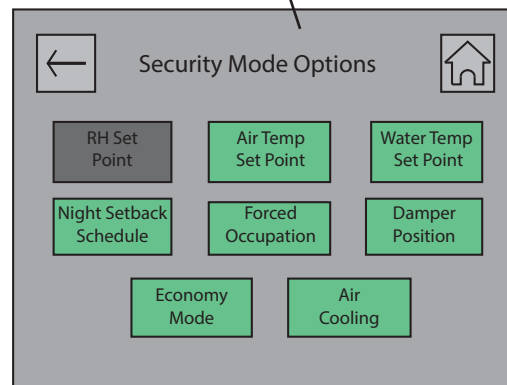 Security Mode Options
RH Set
Point
Air Temp
Set Point
Water Temp
Set Point
Night Setback
Schedule
Forced
Occupation
Damper
Position
Economy
Mode
Air
Cooling